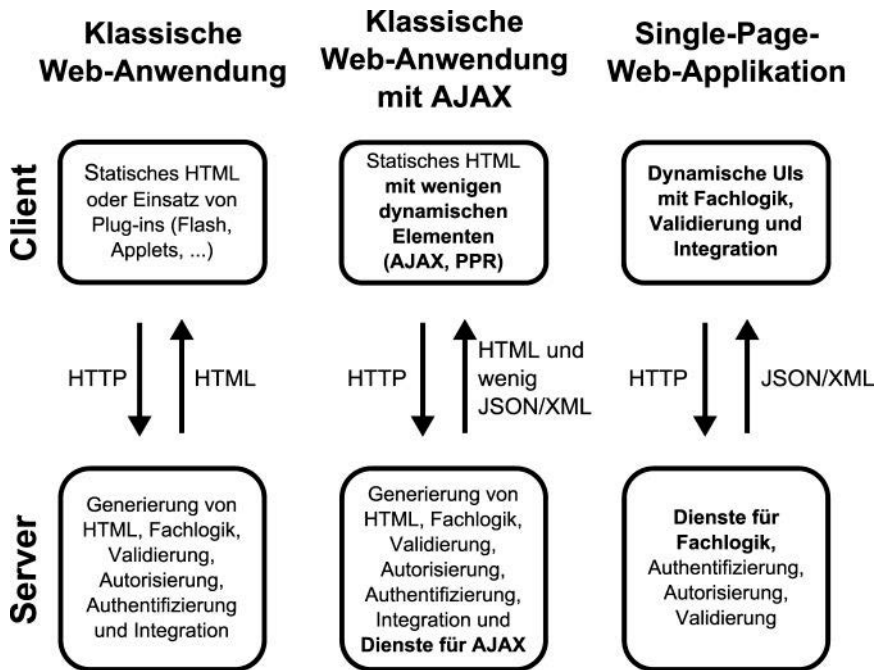 Klassische
Web-Anwendung
Klassische
Web-Anwendung
mit AJAX
Single-Page-
Web-Applikation
Client
Statisches HTML
oder Einsatz von
Plug-ins (Flash,
Applets, ...)
Statisches HTML
mit wenigen
dynamischen
Elementen
(AJAX, PPR)
Dynamische UIs
mit Fachlogik,
Validierung und
Integration
HTTP
HTML
HTTP
HTML und
wenig
JSON/XML
HTTP
JSON/XML
Server
Generierung von
HTML, Fachlogik,
Validierung,
Autorisierung,
Authentifizierung
und Integration
Generierung von
HTML, Fachlogik,
Validierung,
Autorisierung,
Authentifizierung,
Integration und
Dienste für AJAX
Dienste für
Fachlogik,
Authentifizierung,
Autorisierung,
Validierung